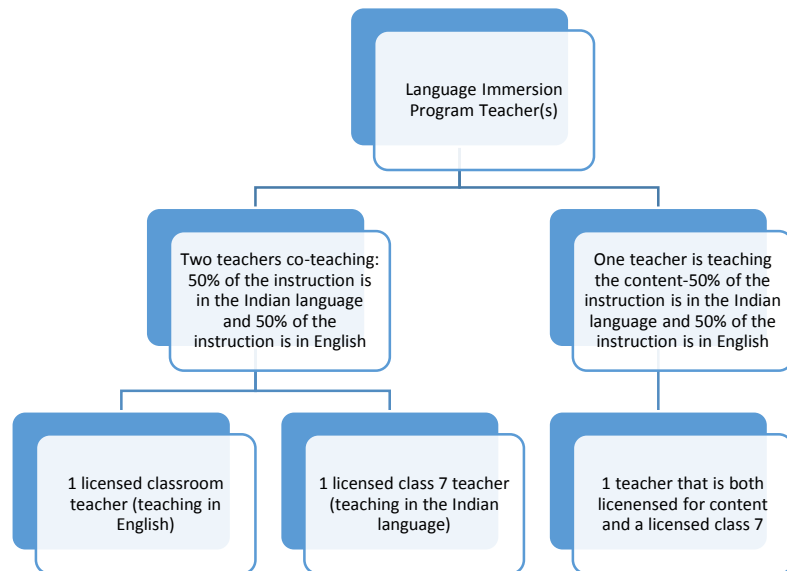 Language Immersion
Program Teacher(s)
Two teachers co-teaching:
50% of the instruction is
in the Indian language
and 50% of the
instruction is in English
One teacher is teaching
the content-50% of the
instruction is in the Indian
language and 50% of the
instruction is in English
1 licensed classroom
teacher (teaching in
English)
1 licensed class 7 teacher
(teaching in the Indian
language)
1 teacher that is both
licenensed for content
and a licensed class 7